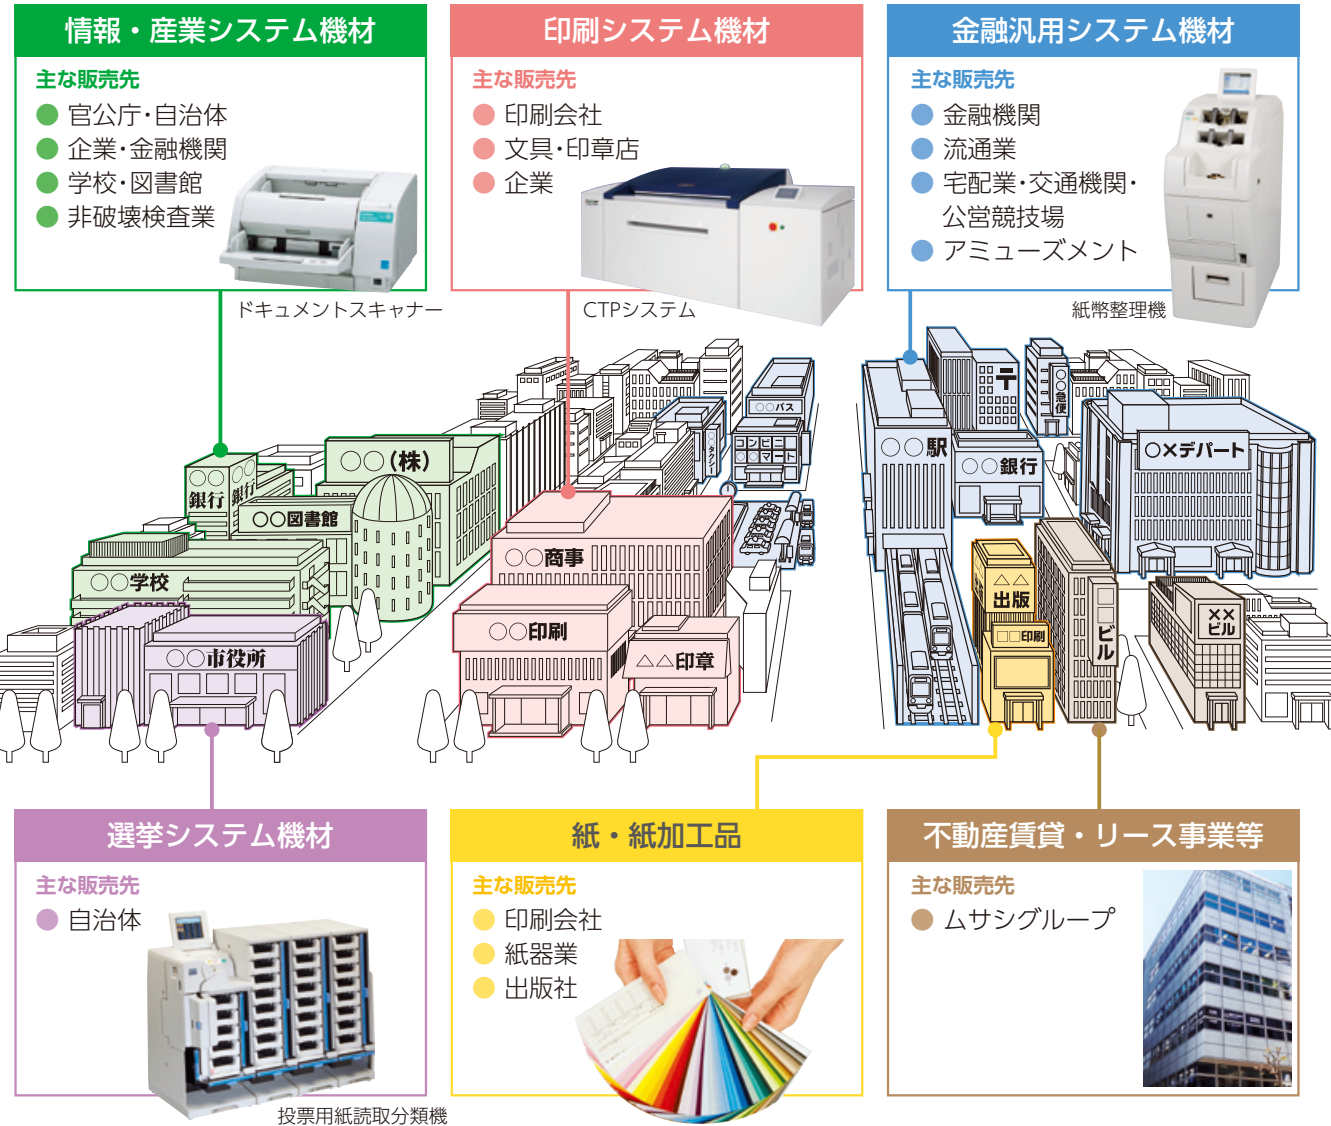 情報・産業システム機材
主な販売先
● 官公庁・自治体
● 企業・金融機関
● 学校・図書館
● 非破壊検査業
ドキュメントスキャナー
印刷システム機材
主な販売先
● 印刷会社
● 文具・印章店
● 企業
CTPシステム
金融汎用システム機材
主な販売先
● 金融機関
● 流通業
● 宅配業・交通機関・
公営競技場
● アミューズメント
紙幣整理機
○○銀行
○○銀行
○○(株)
○○図書館
○○学校
○○市役所
○○商事
○○印刷
△△印章
○○バス
コンビニ
○○マート
○○タクシー
○○駅
○○銀行
〒
○○急便
○×デパート
△△
出版
□□印刷
□□ビル
××
ビル
選挙システム機材
主な販売先
● 自治体
投票用紙読取分類機
紙・紙加工品
主な販売先
● 印刷会社
● 紙器業
● 出版社
不動産賃貸・リース事業等
主な販売先
● ムサシグループ